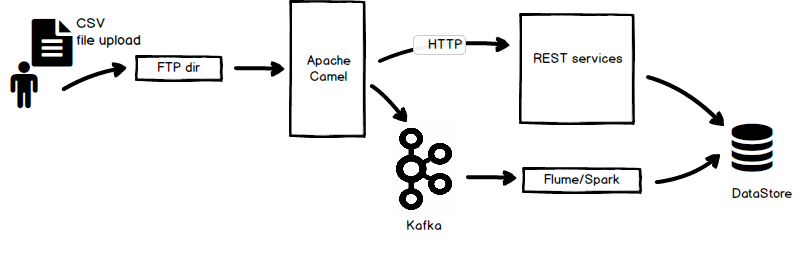 CSV
file upload
FTP dir
Apache
Camel
HTTP
REST services
Kafka
Flume/Spark
DataStore